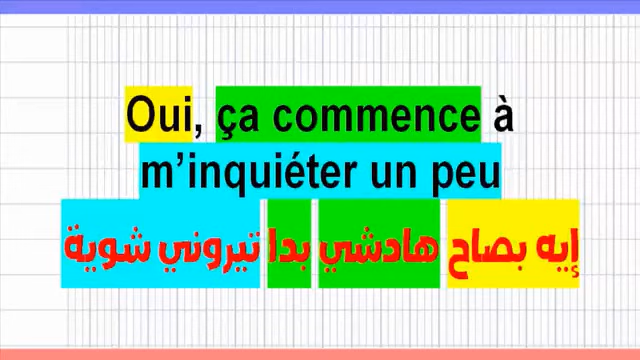 Oui, ça commence à
m’inquiéter un peu
إيه بصاح هادشي بدا تيروني شوية